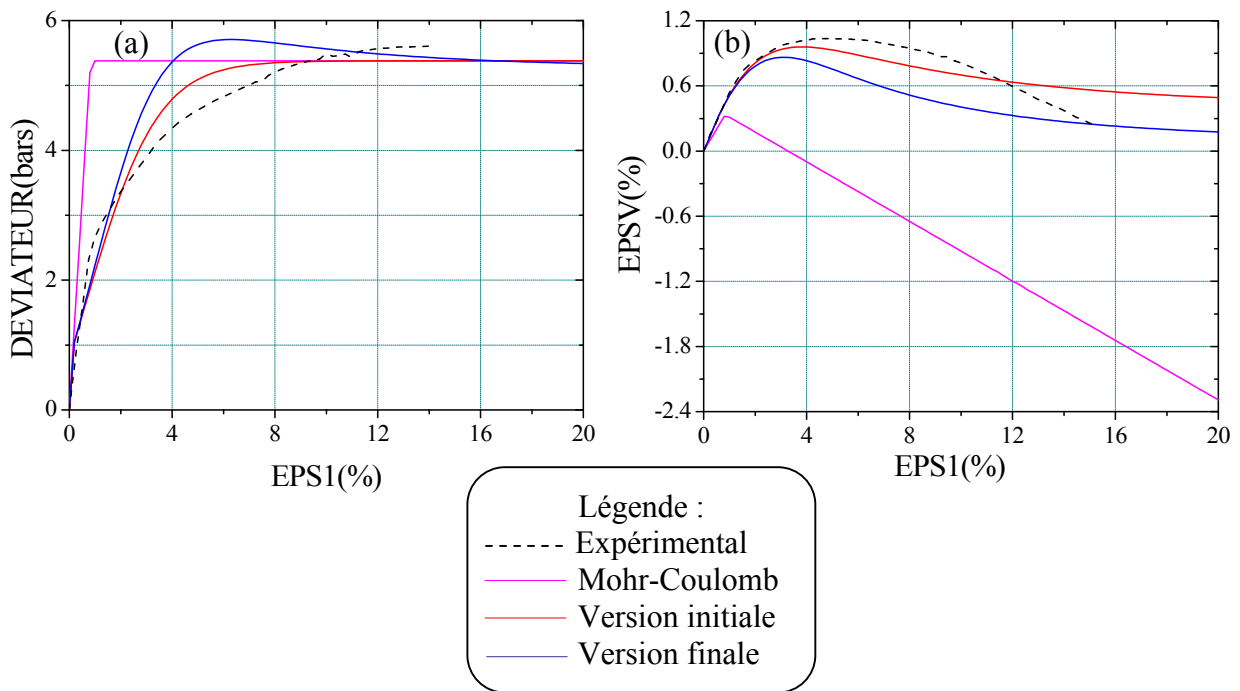 (a)
6
4
2
0
DEVIATEUR(bars)
0 4 8 12 16 20
EPS1(%)
(b)
1.2
0.6
0.0
-0.6
-1.2
-1.8
-2.4
EPSV(%)
0 4 8 12 16 20
EPS1(%)
Légende :
Expérimental
Mohr-Coulomb
Version initiale
Version finale